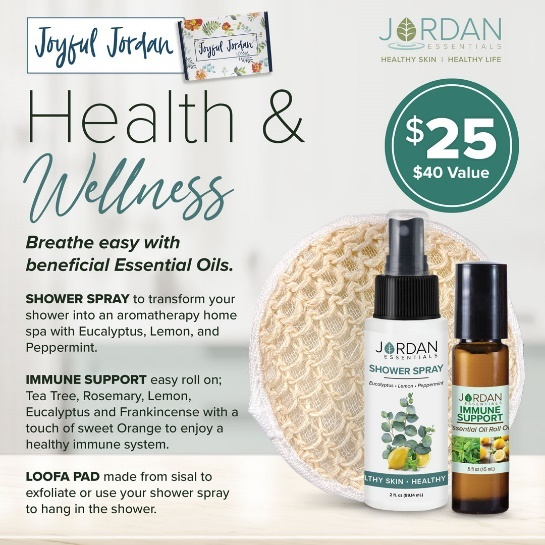 Joyful Jordan
Joyful Jordan
JORDAN
ESSENTIALS
HEALTHY SKIN | HEALTHY LIFE
Health &
Wellness
$25
$40 Value
Breathe easy with
beneficial Essential Oils.
SHOWER SPRAY to transform your
shower into an aromatherapy home
spa with Eucalyptus, Lemon, and
Peppermint.
IMMUNE SUPPORT easy roll on;
Tea Tree, Rosemary, Lemon,
Eucalyptus and Frankincense with a
touch of sweet Orange to enjoy a
healthy immune system.
LOOFA PAD made from sisal to
exfoliate or use your shower spray
to hang in the shower.
JORDAN
ESSENTIALS
SHOWER SPRAY
Eucalyptus • Lemon • Peppermint
LTHY SKIN • HEALTHY
2 fl. oz (59.14 mL)
JORDAN
ESSENTIALS
IMMUNE
SUPPORT
Essential Oil Roll On
.5 fl oz (15 mL)